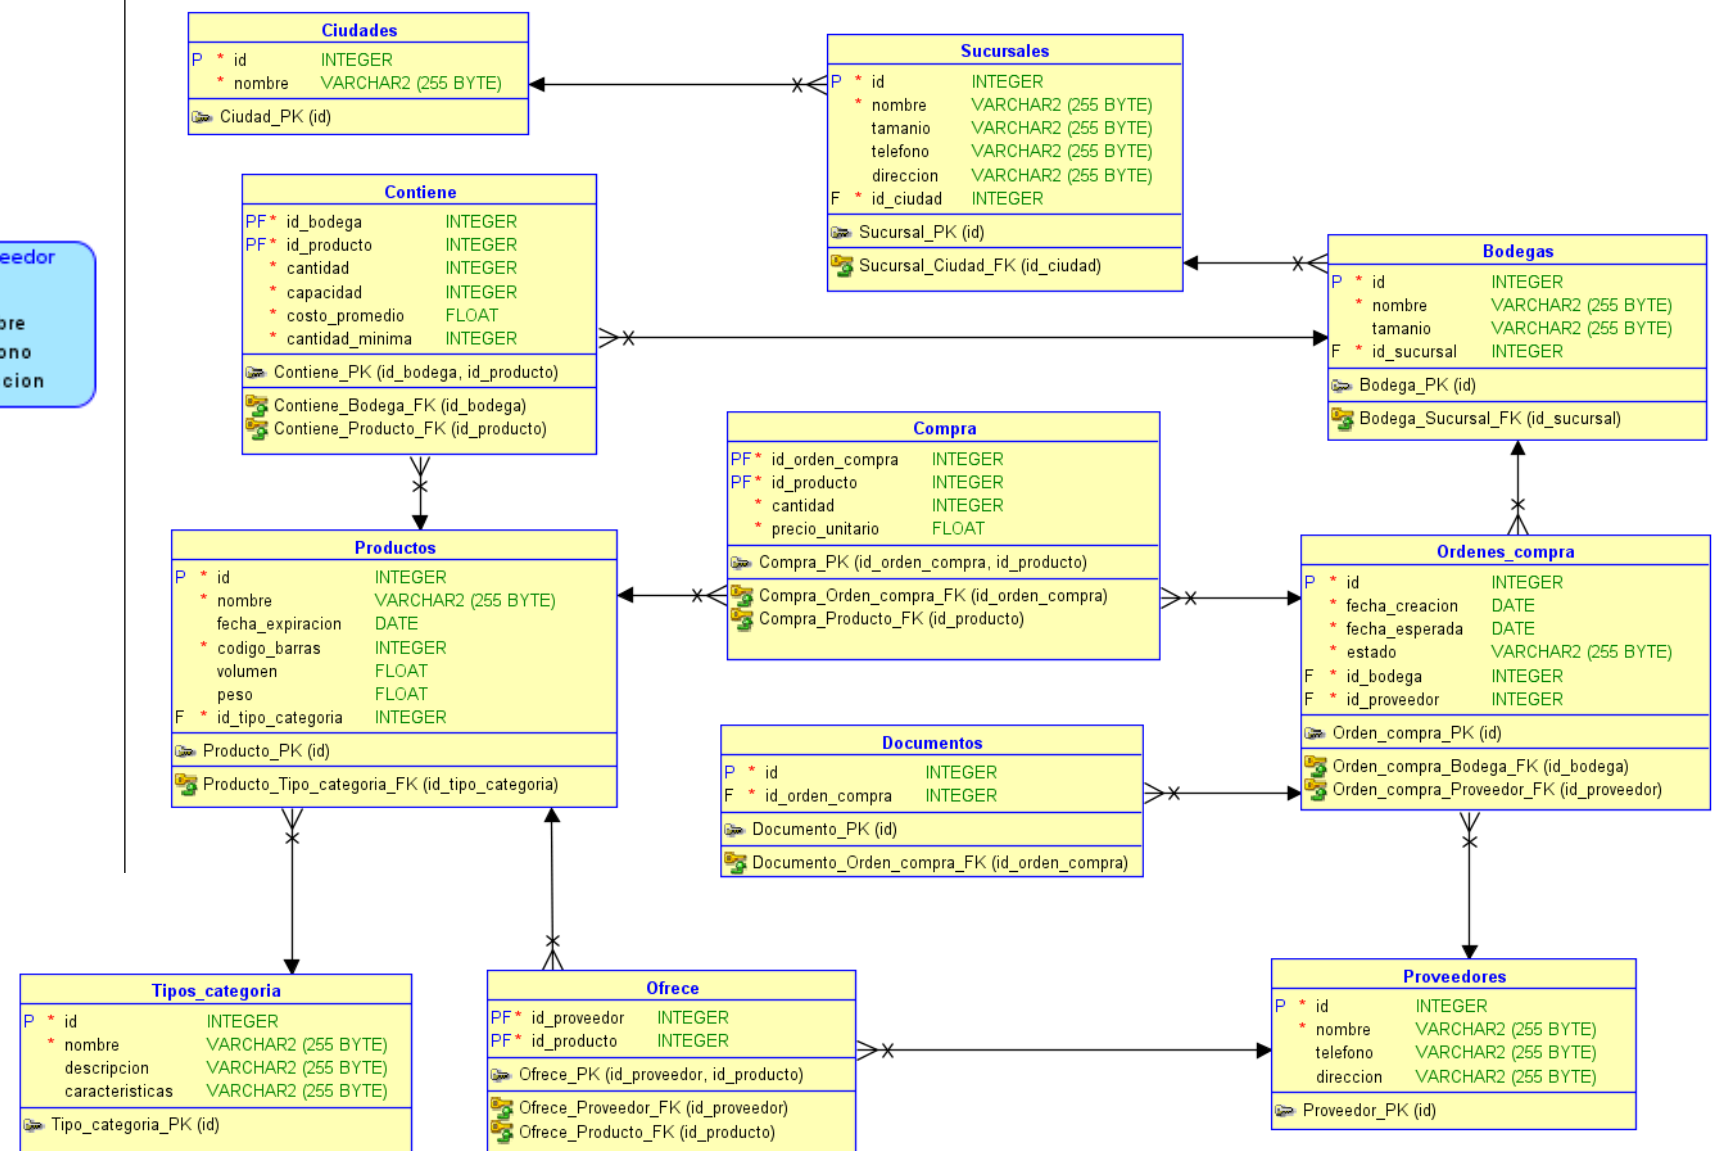 eedor
bre
ono
cion
Ciudades
P * id INTEGER
* nombre VARCHAR2 (255 BYTE)
Ciudad_PK (id)
Sucursales
P * id INTEGER
* nombre VARCHAR2 (255 BYTE)
tamanio VARCHAR2 (255 BYTE)
telefono VARCHAR2 (255 BYTE)
direccion VARCHAR2 (255 BYTE)
F * id_ciudad INTEGER
Sucursal_PK (id)
Sucursal_Ciudad_FK (id_ciudad)
Contiene
PF* id_bodega INTEGER
PF* id_producto INTEGER
* cantidad INTEGER
* capacidad INTEGER
* costo_promedio FLOAT
* cantidad_minima INTEGER
Contiene_PK (id_bodega, id_producto)
Contiene_Bodega_FK (id_bodega)
Contiene_Producto_FK (id_producto)
Bodegas
P * id INTEGER
* nombre VARCHAR2 (255 BYTE)
tamanio VARCHAR2 (255 BYTE)
F * id_sucursal INTEGER
Bodega_PK (id)
Bodega_Sucursal_FK (id_sucursal)
Compra
PF* id_orden_compra INTEGER
PF* id_producto INTEGER
* cantidad INTEGER
* precio_unitario FLOAT
Compra_PK (id_orden_compra, id_producto)
Compra_Orden_compra_FK (id_orden_compra)
Compra_Producto_FK (id_producto)
Productos
P * id INTEGER
* nombre VARCHAR2 (255 BYTE)
fecha_expiracion DATE
* codigo_barras INTEGER
volumen FLOAT
peso FLOAT
F * id_tipo_categoria INTEGER
Producto_PK (id)
Producto_Tipo_categoria_FK (id_tipo_categoria)
Ordenes_compra
P * id INTEGER
* fecha_creacion DATE
* fecha_esperada DATE
* estado VARCHAR2 (255 BYTE)
F * id_bodega INTEGER
F * id_proveedor INTEGER
Orden_compra_PK (id)
Orden_compra_Bodega_FK (id_bodega)
Orden_compra_Proveedor_FK (id_proveedor)
Documentos
P * id INTEGER
F * id_orden_compra INTEGER
Documento_PK (id)
Documento_Orden_compra_FK (id_orden_compra)
Tipos_categoria
P * id INTEGER
* nombre VARCHAR2 (255 BYTE)
descripcion VARCHAR2 (255 BYTE)
caracteristicas VARCHAR2 (255 BYTE)
Tipo_categoria_PK (id)
Ofrece
PF* id_proveedor INTEGER
PF* id_producto INTEGER
Ofrece_PK (id_proveedor, id_producto)
Ofrece_Proveedor_FK (id_proveedor)
Ofrece_Producto_FK (id_producto)
Proveedores
P * id INTEGER
* nombre VARCHAR2 (255 BYTE)
telefono VARCHAR2 (255 BYTE)
direccion VARCHAR2 (255 BYTE)
Proveedor_PK (id)